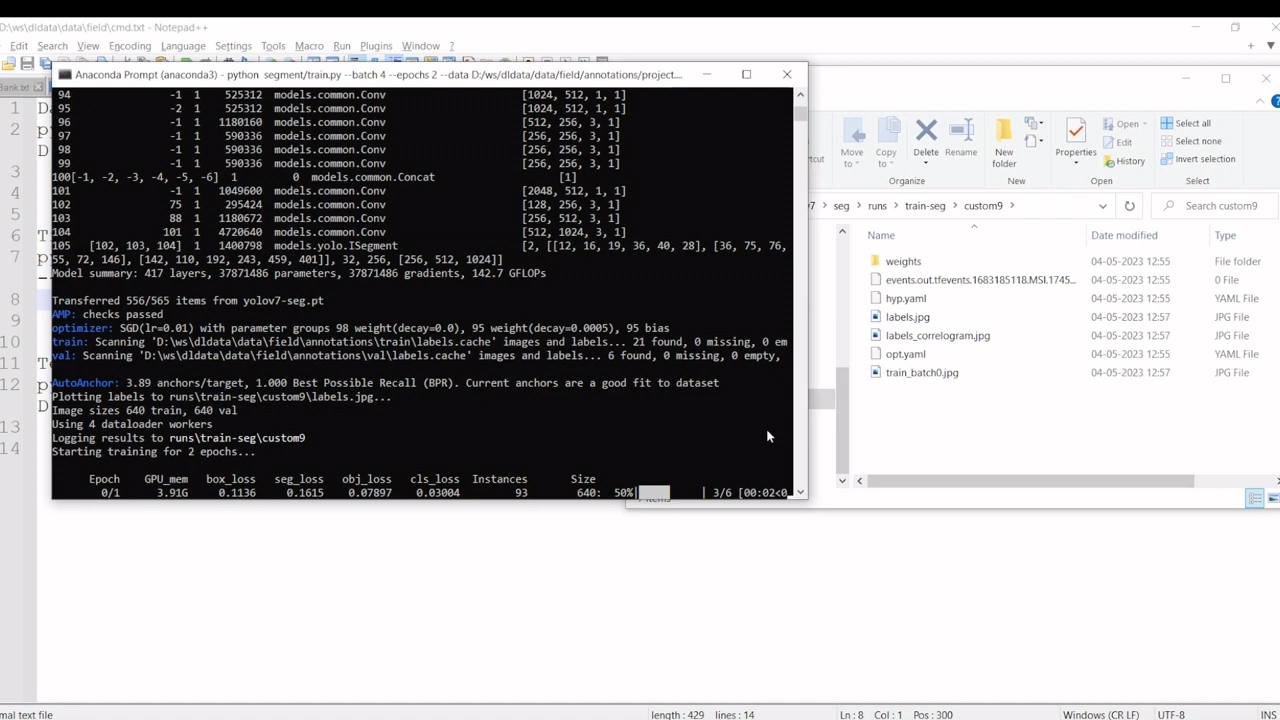 D:\ws\dldata\data\field\cmd.txt - Notepad++
Edit Search View Encoding Language Settings Tools Macro Run Plugins Window ?
Bank.txt
1
2
3
4
5
6
7
8
9
10
11
12
13
14
Anaconda Prompt (anaconda3) - python segment/train.py --batch 4 --epochs 2 --data D:/ws/dldata/data/field/annotations/project....
94 -1 1 525312 models.common.Conv [1024, 512, 1, 1]
95 -2 1 525312 models.common.Conv [1024, 512, 1, 1]
96 -1 1 1180160 models.common.Conv [512, 256, 3, 1]
97 -1 1 590336 models.common.Conv [256, 256, 3, 1]
98 -1 1 590336 models.common.Conv [256, 256, 3, 1]
99 -1 1 590336 models.common.Conv [256, 256, 3, 1]
100[-1, -2, -3, -4, -5, -6] 1 0 models.common.Concat [1]
101 -1 1 1049600 models.common.Conv [2048, 512, 1, 1]
102 75 1 295424 models.common.Conv [128, 256, 3, 1]
103 88 1 1180672 models.common.Conv [256, 512, 3, 1]
104 101 1 4720640 models.common.Conv [512, 1024, 3, 1]
105 [102, 103, 104] 1 1400798 models.yolo.ISegment [2, [[12, 16, 19, 36, 40, 28], [36, 75, 76,
55, 72, 146], [142, 110, 192, 243, 459, 401]], 32, 256, [256, 512, 1024]]
Model summary: 417 layers, 37871486 parameters, 37871486 gradients, 142.7 GFLOPs
Transferred 556/565 items from yolov7-seg.pt
AMP: checks passed
optimizer: SGD(lr=0.01) with parameter groups 98 weight(decay=0.0), 95 weight(decay=0.0005), 95 bias
train: Scanning 'D:\ws\dldata\data\field\annotations\train\labels.cache' images and labels... 21 found, 0 missing, 0 em
val: Scanning 'D:\ws\dldata\data\field\annotations\val\labels.cache' images and labels... 6 found, 0 missing, 0 empty,
AutoAnchor: 3.89 anchors/target, 1.000 Best Possible Recall (BPR). Current anchors are a good fit to dataset
Plotting labels to runs\train-seg\custom9\labels.jpg...
Image sizes 640 train, 640 val
Using 4 dataloader workers
Logging results to runs\train-seg\custom9
Starting training for 2 epochs...
Epoch GPU_mem box_loss seg_loss obj_loss cls_loss Instances Size
0/1 3.91G 0.1136 0.1615 0.07897 0.03004 93 640: 50%| | 3/6 [00:02<0
Move to
Copy to
Delete
Rename
New folder
Properties
Open
Edit
History
Select all
Select none
Invert selection
Organize New Open Select
seg > runs > train-seg > custom9 >
Search custom9
Name Date modified Type
weights 04-05-2023 12:55 File folder
events.out.tfevents.1683185118.MSI.1745... 04-05-2023 12:55 0 File
hyp.yaml 04-05-2023 12:55 YAML File
labels.jpg 04-05-2023 12:57 JPG File
labels_correlogram.jpg 04-05-2023 12:57 JPG File
opt.yaml 04-05-2023 12:55 YAML File
train_batch0.jpg 04-05-2023 12:57 JPG File
mal text file length : 429 lines : 14 Ln : 8 Col : 1 Pos : 300 Windows (CR LF) UTF-8 INS